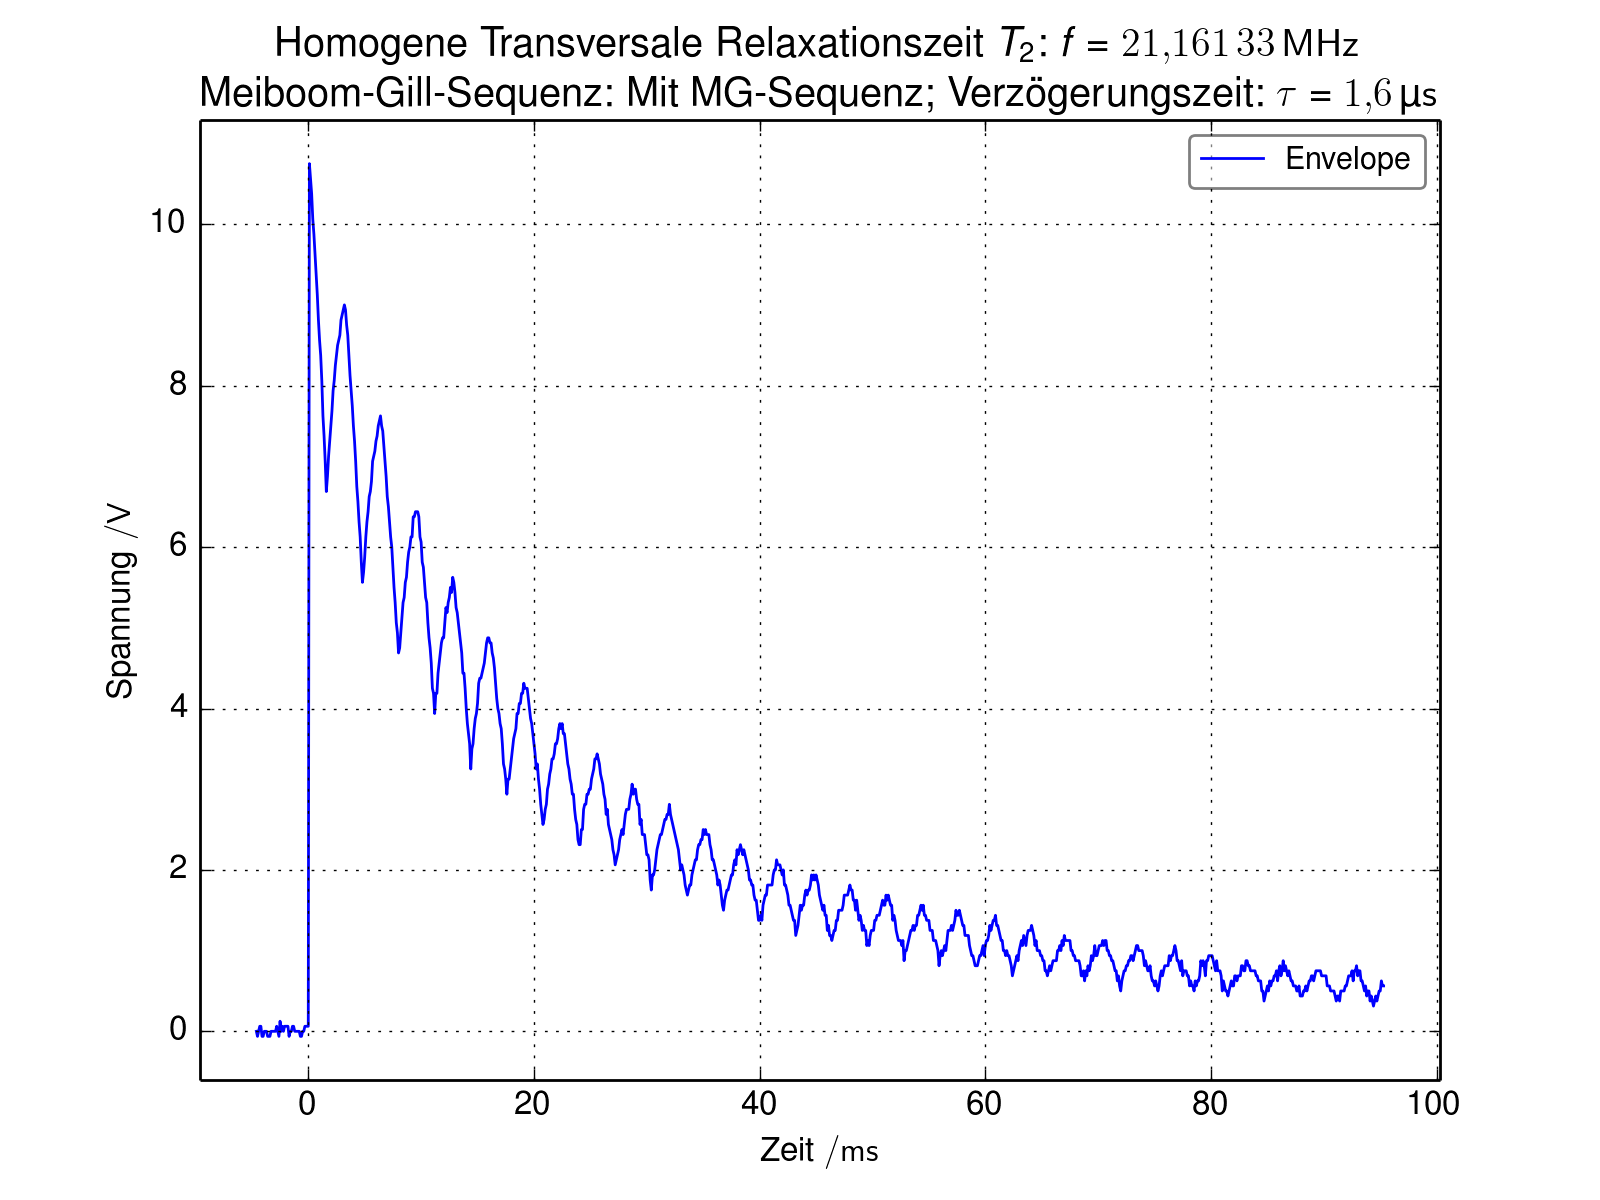 Homogene Transversale Relaxationszeit T₂: f = 21,161 33 MHz
Meiboom-Gill-Sequenz: Mit MG-Sequenz; Verzögerungszeit: τ = 1,6 µs
Envelope
10
8
6
4
2
0
Spannung /V
0 20 40 60 80 100
Zeit /ms